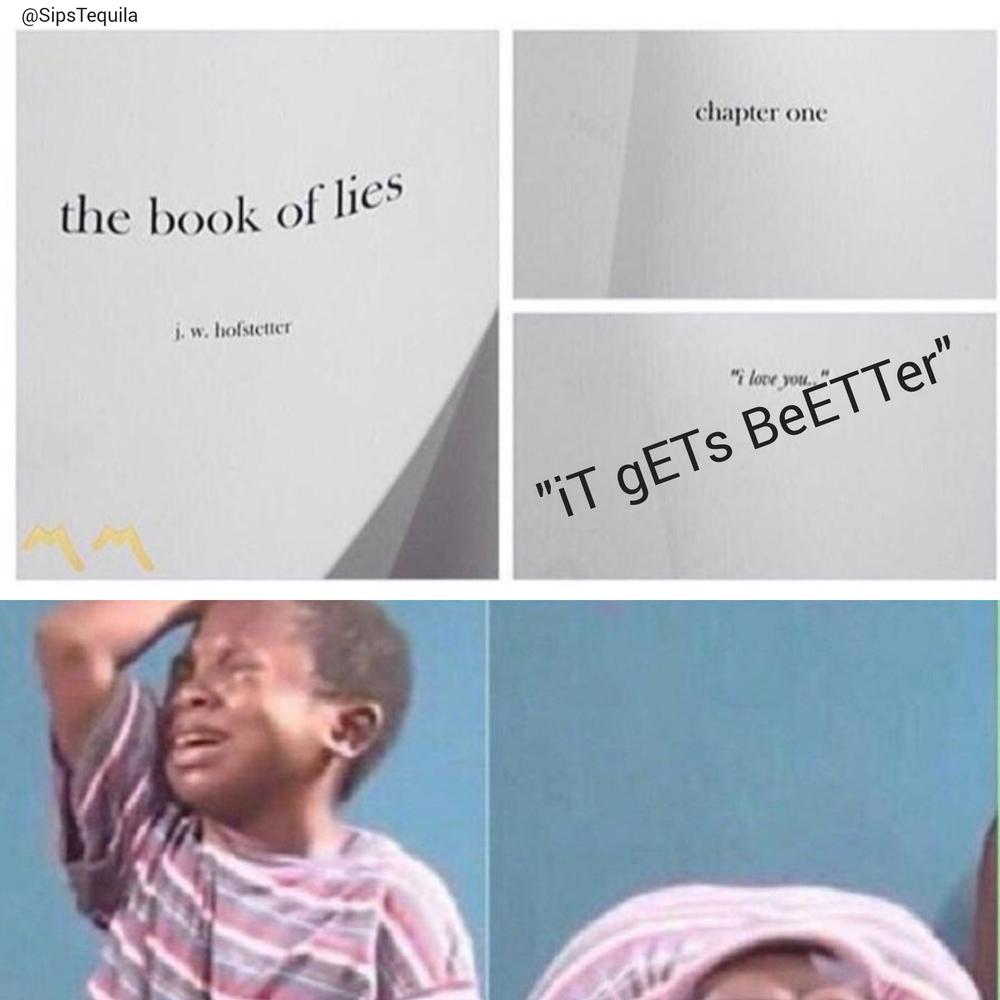 @SipsTequila
the book of lies
j. w. hofstetter
chapter one
"i love you.."
"iT gETs BeETTer"